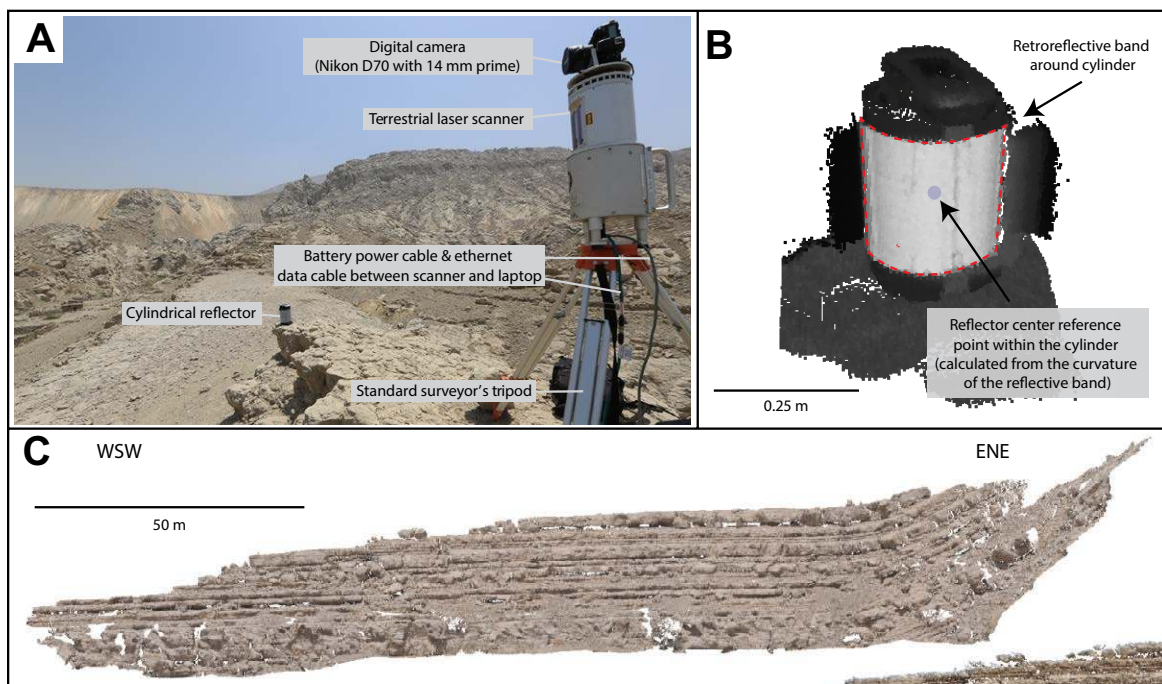 A
Digital camera
(Nikon D70 with 14 mm prime)
Terrestrial laser scanner
Battery power cable & ethernet
data cable between scanner and laptop
Cylindrical reflector
Standard surveyor's tripod
B
Retroreflective band
around cylinder
Reflector center reference
point within the cylinder
(calculated from the curvature
of the reflective band)
0.25 m
C
WSW
ENE
50 m